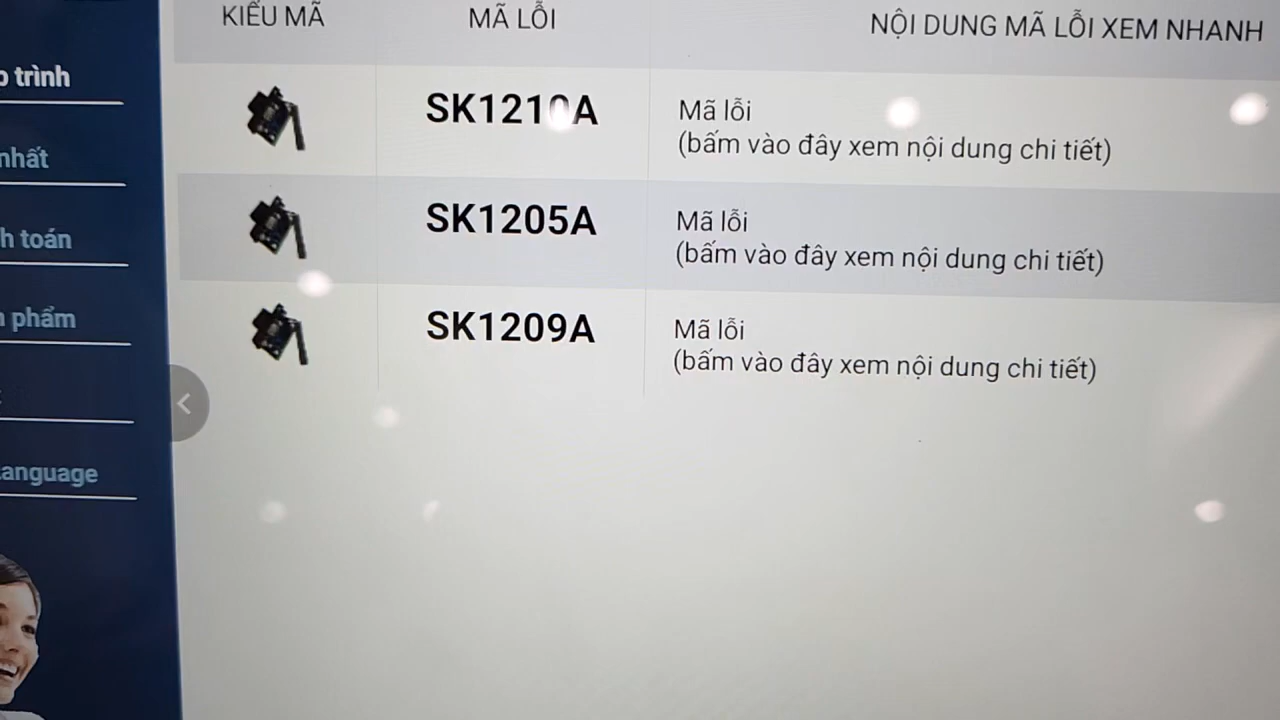 KIỂU MÃ MÃ LỖI NỘI DUNG MÃ LỖI XEM NHANH
trình
SK1210A Mã lỗi
(bấm vào đây xem nội dung chi tiết)
nhất
SK1205A Mã lỗi
(bấm vào đây xem nội dung chi tiết)
h toán
SK1209A Mã lỗi
(bấm vào đây xem nội dung chi tiết)
phẩm
anguage